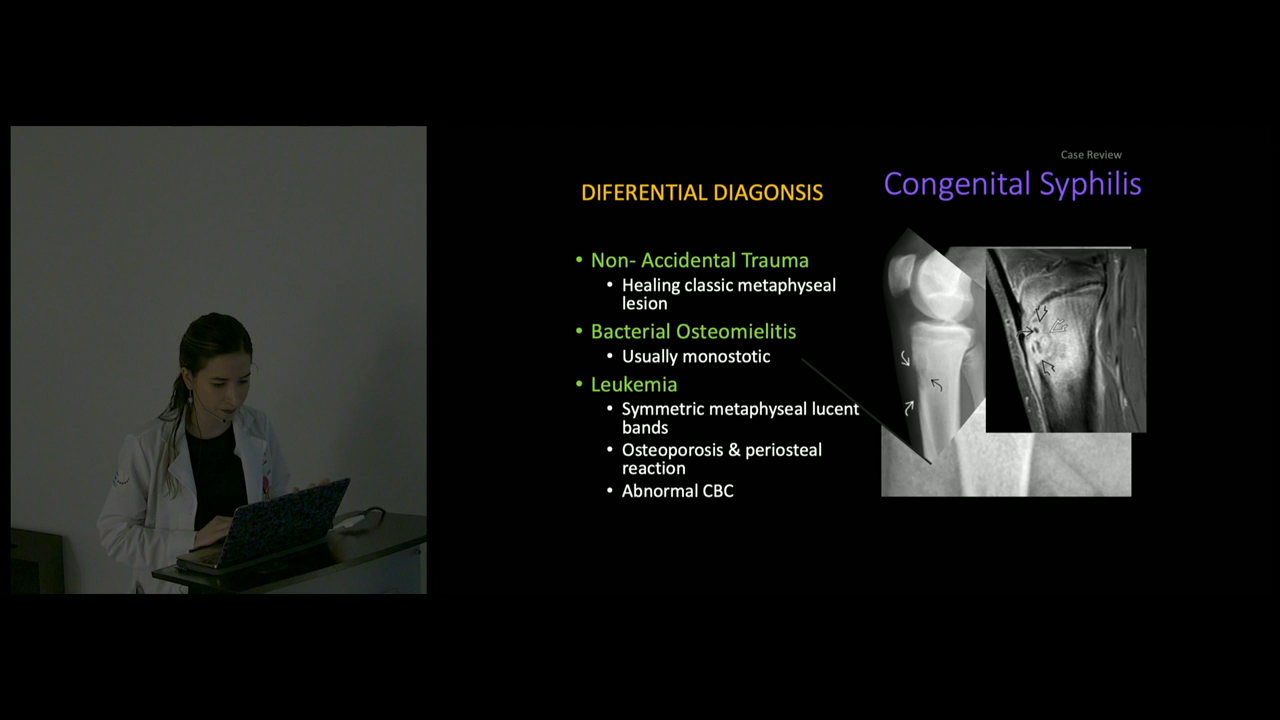 Case Review
Congenital Syphilis
DIFERENTIAL DIAGONSIS
• Non- Accidental Trauma
• Healing classic metaphyseal
lesion
• Bacterial Osteomielitis
• Usually monostotic
• Leukemia
• Symmetric metaphyseal lucent
bands
• Osteoporosis & periosteal
reaction
• Abnormal CBC